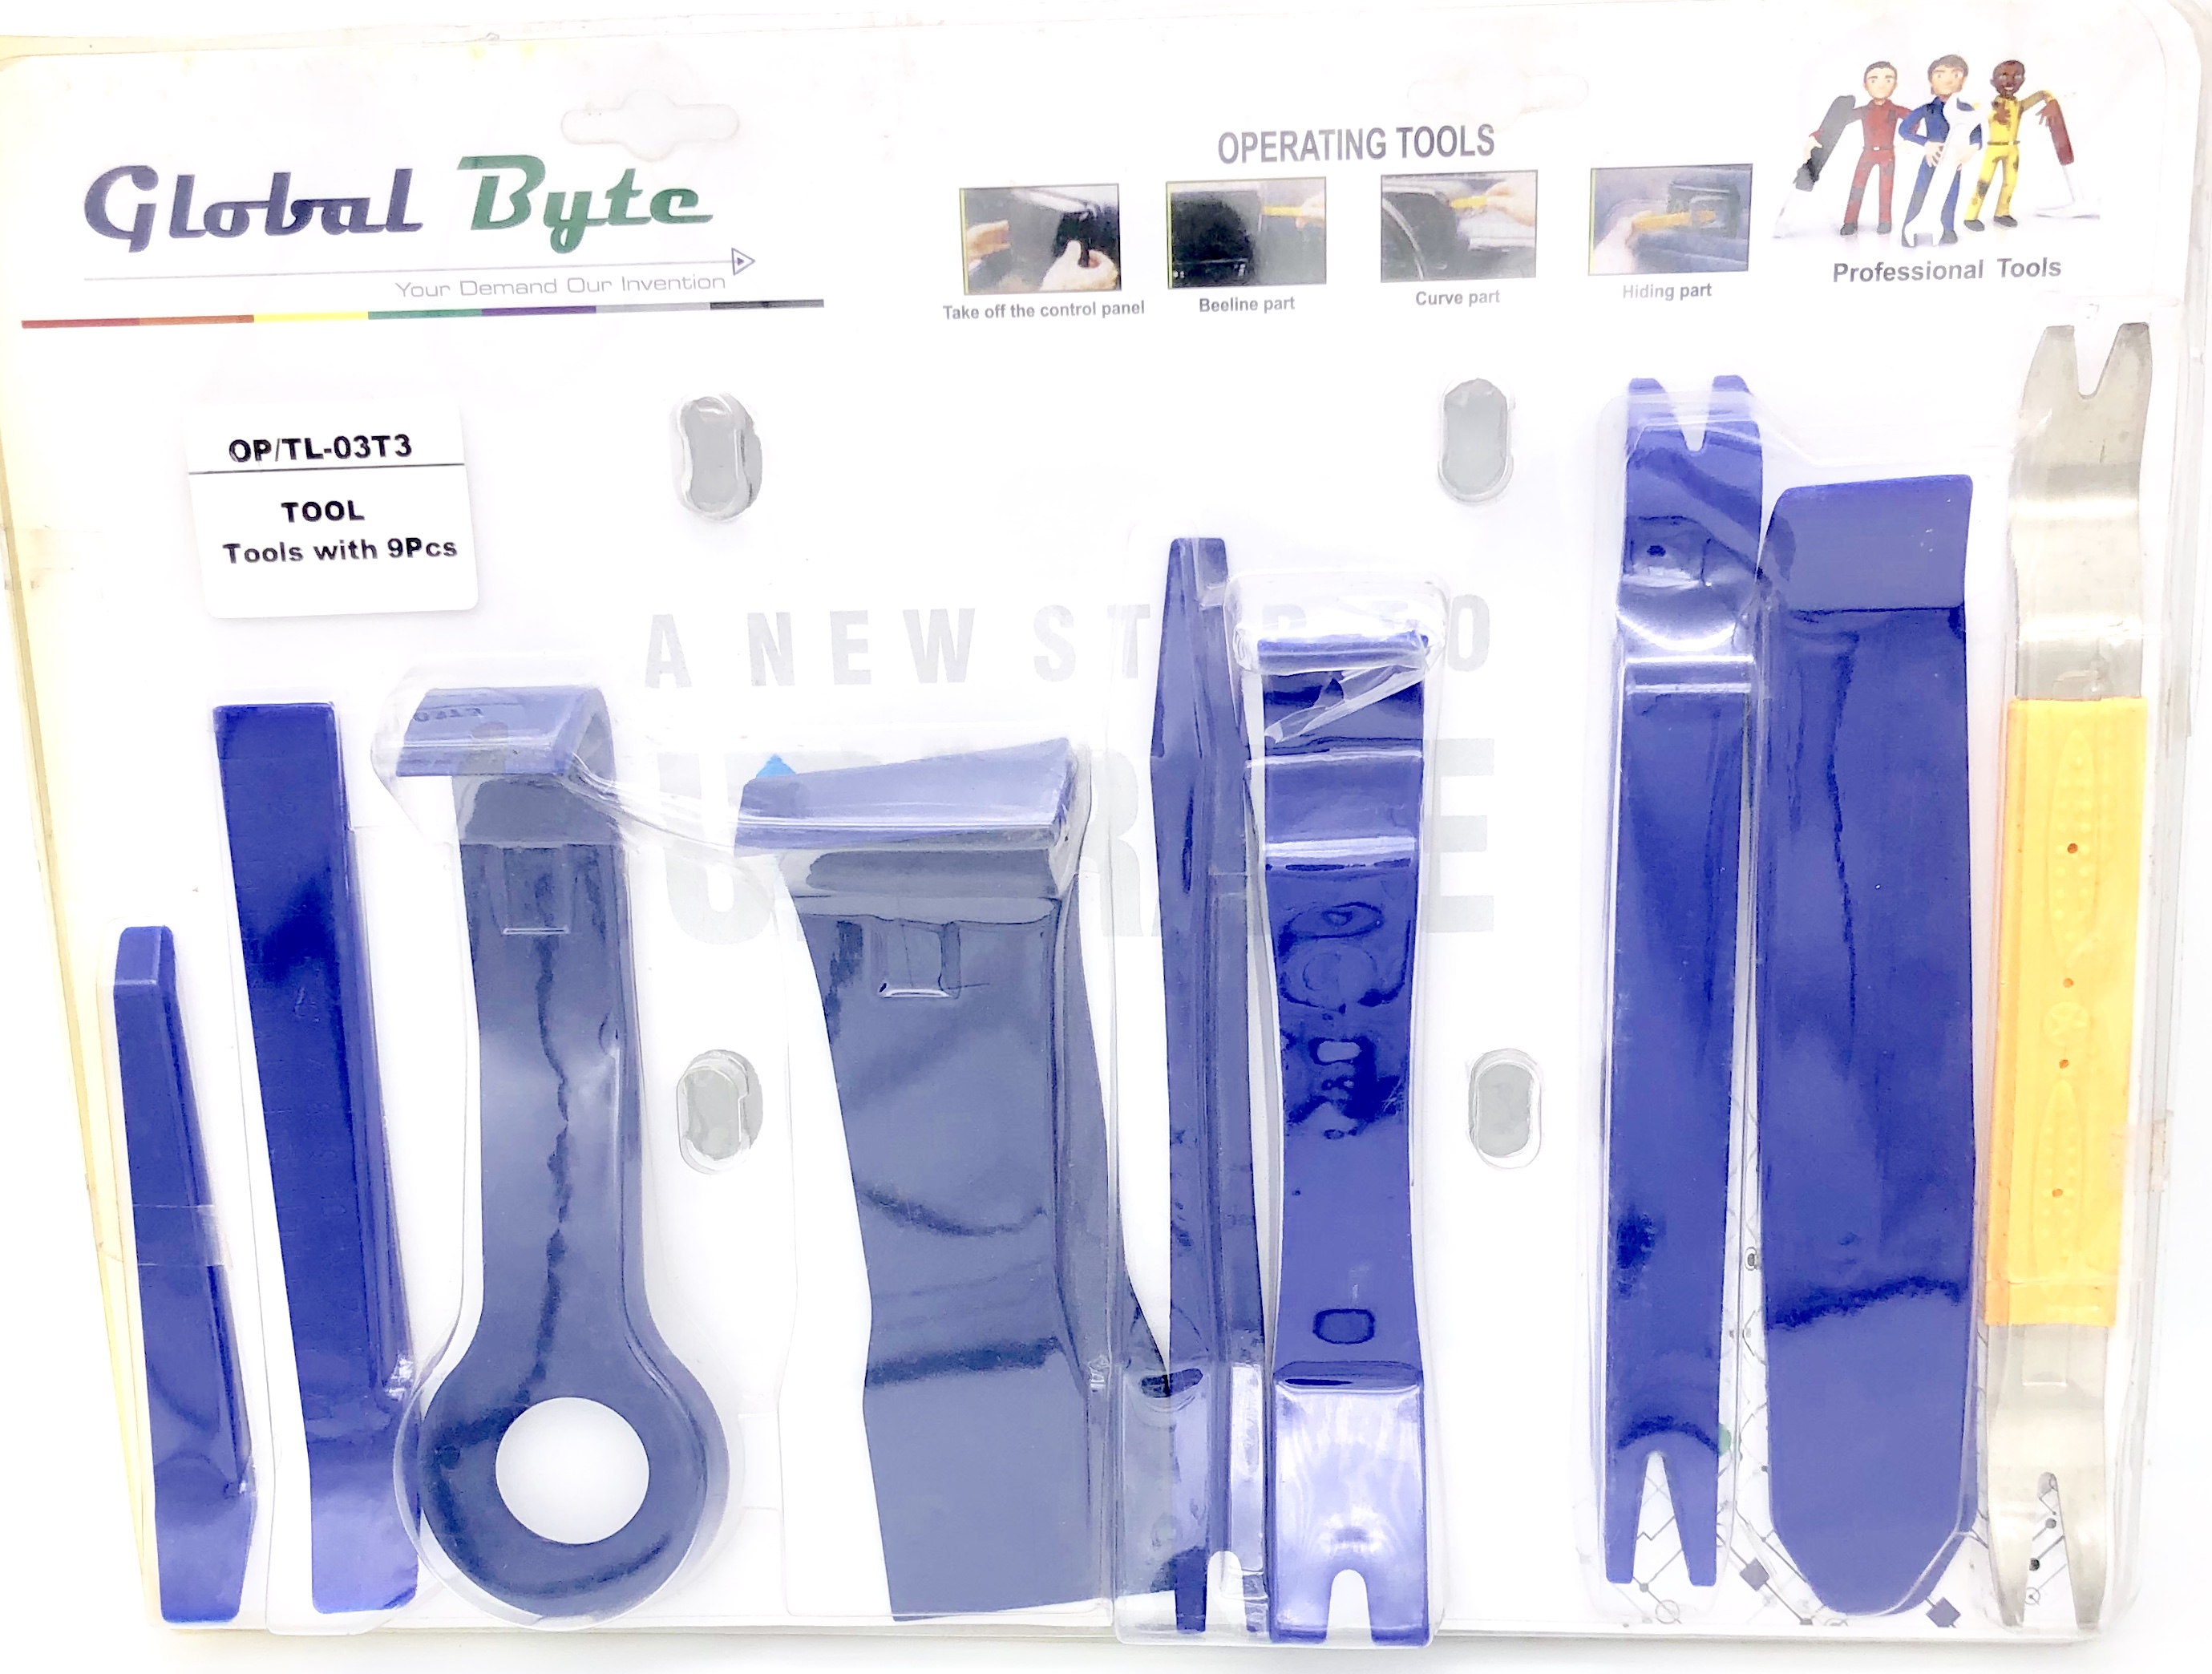 Global Byte
Your Demand Our Invention
OPERATING TOOLS
Take off the control panel
Beeline part
Curve part
Hiding part
Professional Tools
OP/TL-03T3
TOOL
Tools with 9Pcs
A NEW